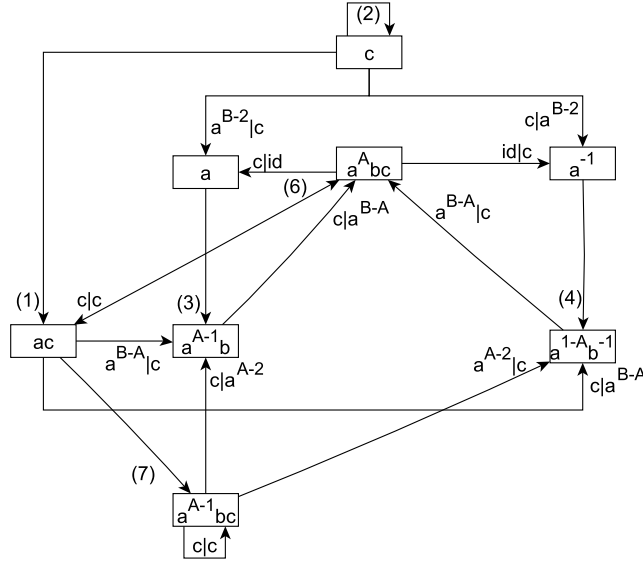 (2)
c
a^{B-2}|c
c|a^{B-2}
a
c|id
a^{A}bc
id|c
a^{-1}
(6)
c|a^{B-A}
a^{B-A}|c
c|c
(1)
(3)
(4)
ac
a^{B-A}|c
a^{A-1}b
a^{1-A}b^{-1}
c|a^{A-2}
a^{A-2}|c
c|a^{B-A}
(7)
a^{A-1}bc
c|c